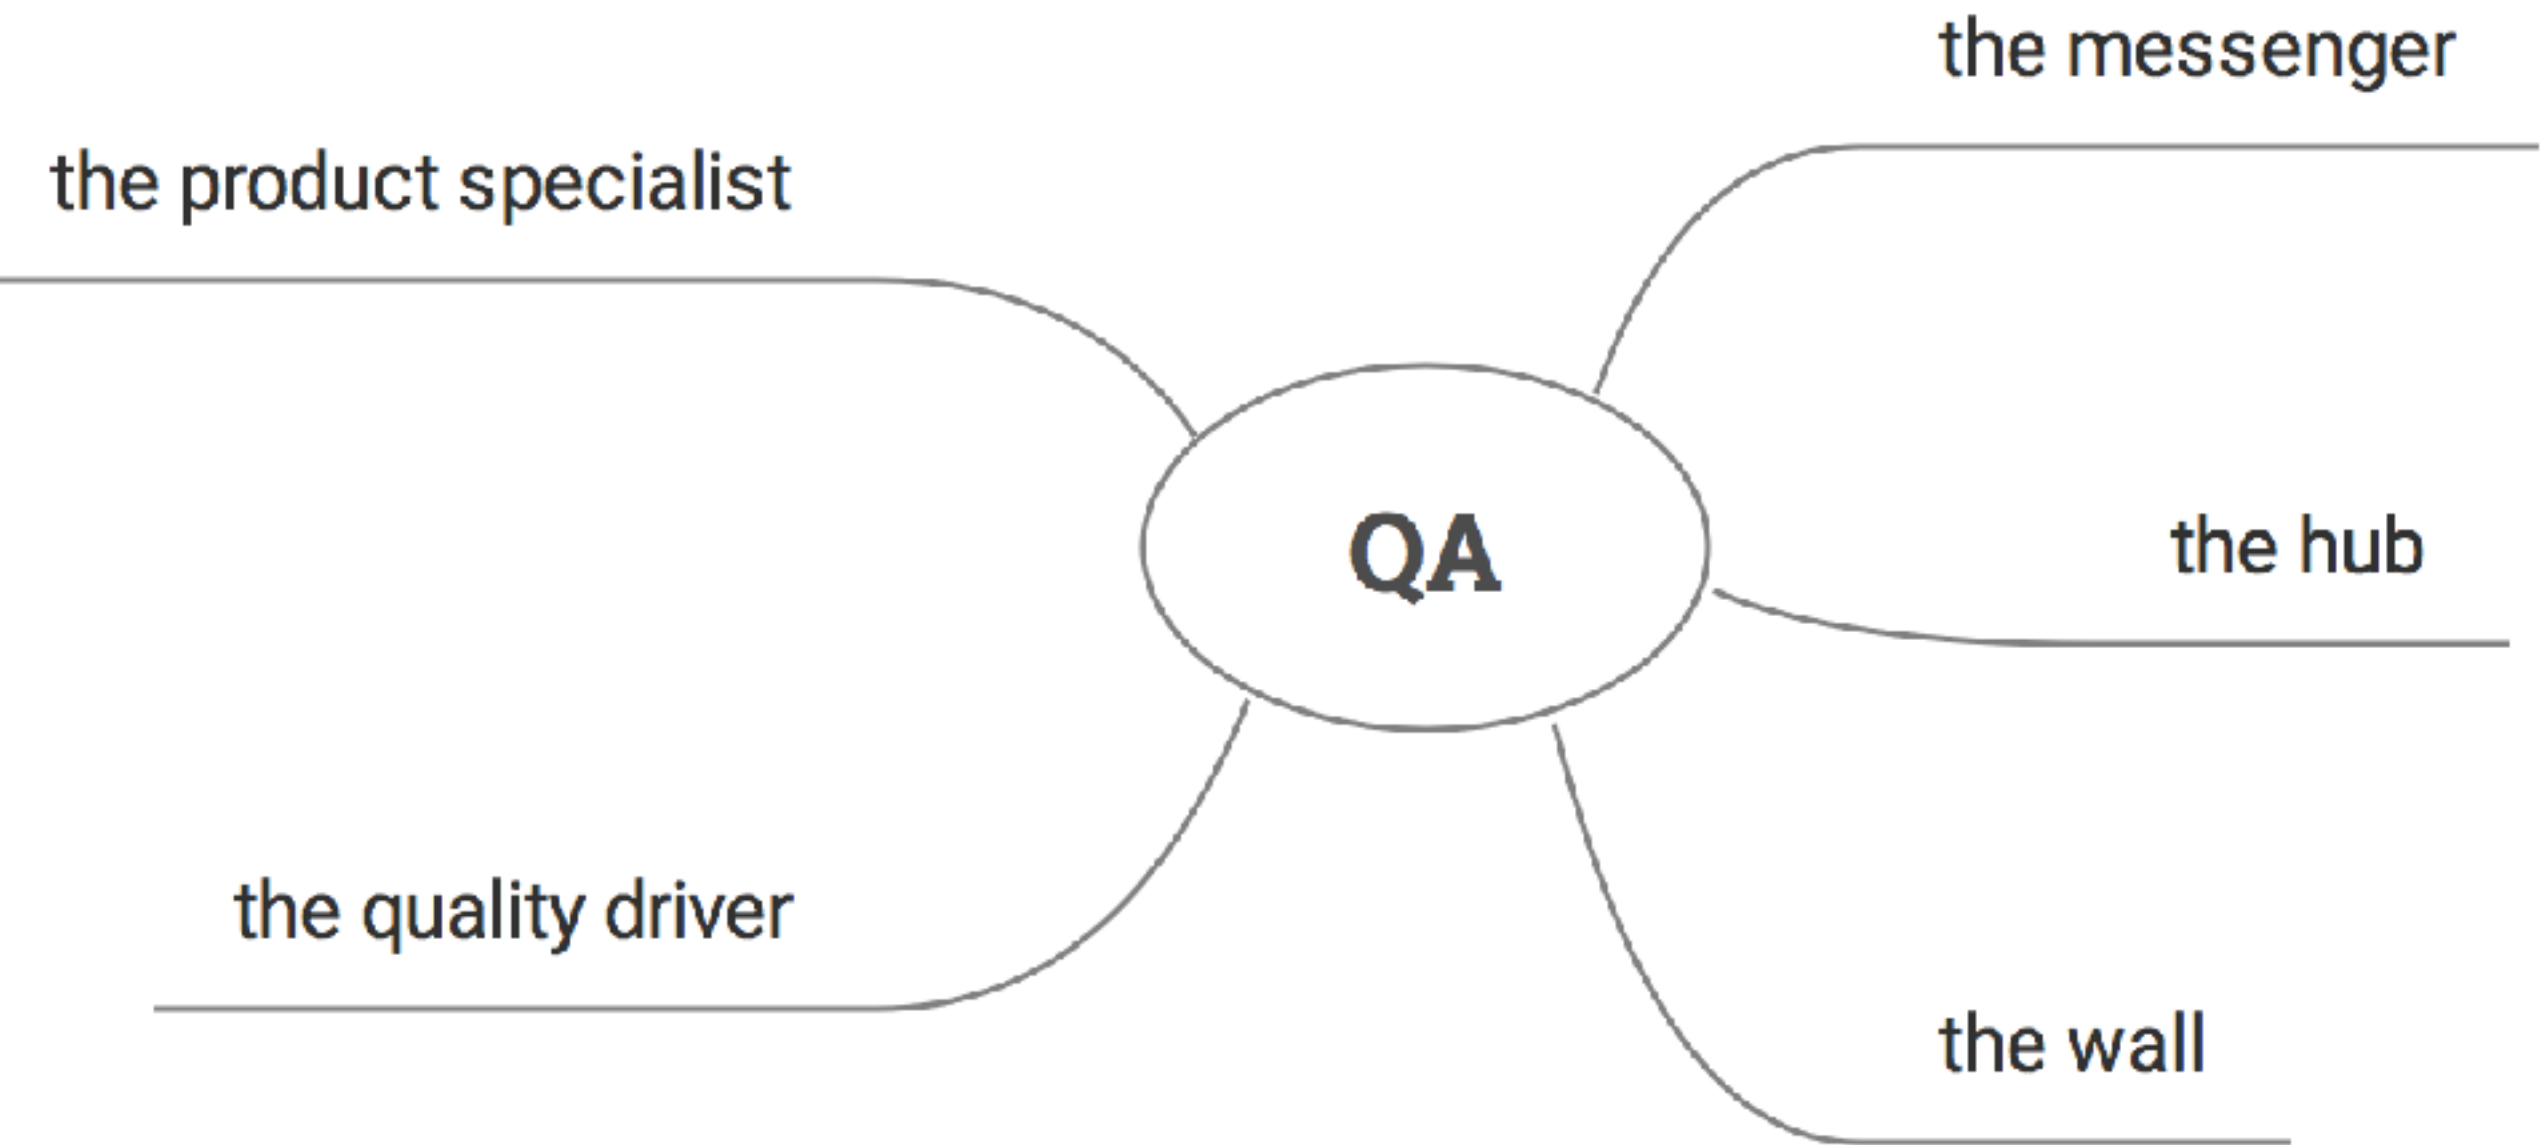 the messenger
the product specialist
QA
the hub
the quality driver
the wall